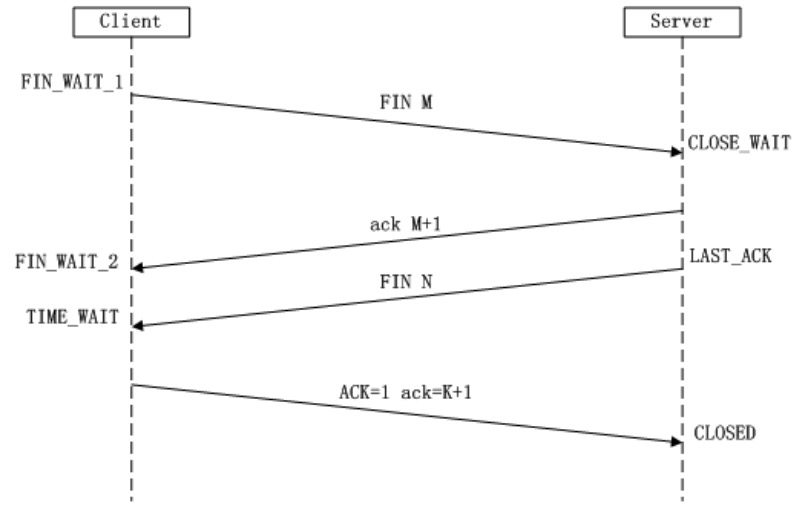 Client
Server
FIN_WAIT_1
FIN M
CLOSE_WAIT
ack M+1
FIN_WAIT_2
LAST_ACK
FIN N
TIME_WAIT
ACK=1 ack=K+1
CLOSED